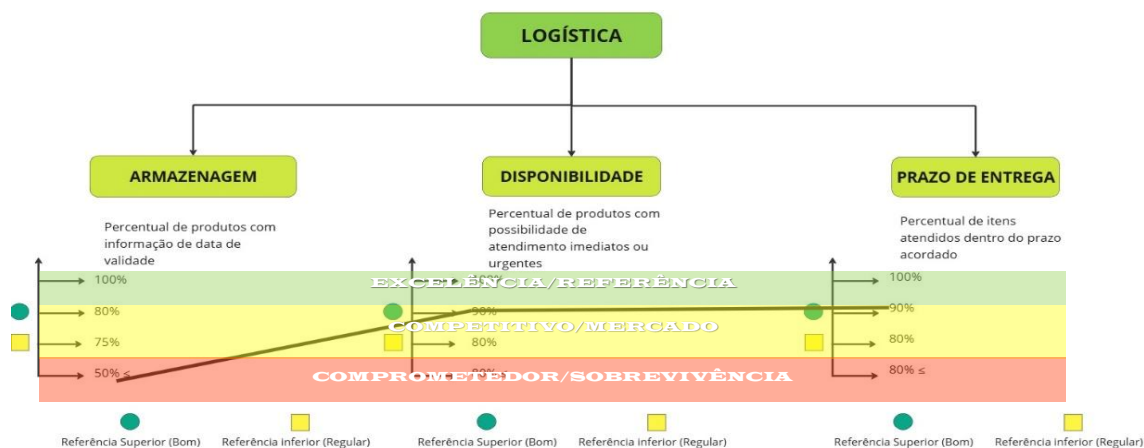 LOGÍSTICA
ARMAZENAGEM
DISPONIBILIDADE
PRAZO DE ENTREGA
Percentual de produtos com
informação de data de
validade
Percentual de produtos com
possibilidade de
atendimento imediatos ou
urgentes
Percentual de itens
atendidos dentro do prazo
acordado
100%
80%
75%
50% ≤
100%
90%
80%
80% ≤
100%
90%
80%
80% ≤
EXCELÊNCIA/REFERÊNCIA
COMPETITIVO/MERCADO
COMPROMETEDOR/SOBREVIVÊNCIA
Referência Superior (Bom)
Referência inferior (Regular)
Referência Superior (Bom)
Referência inferior (Regular)
Referência Superior (Bom)
Referência inferior (Regular)